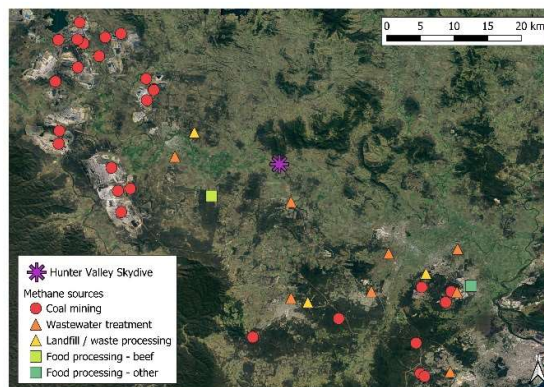 0 5 10 15 20 km
Hunter Valley Skydive
Methane sources
Coal mining
Wastewater treatment
Landfill / waste processing
Food processing - beef
Food processing - other